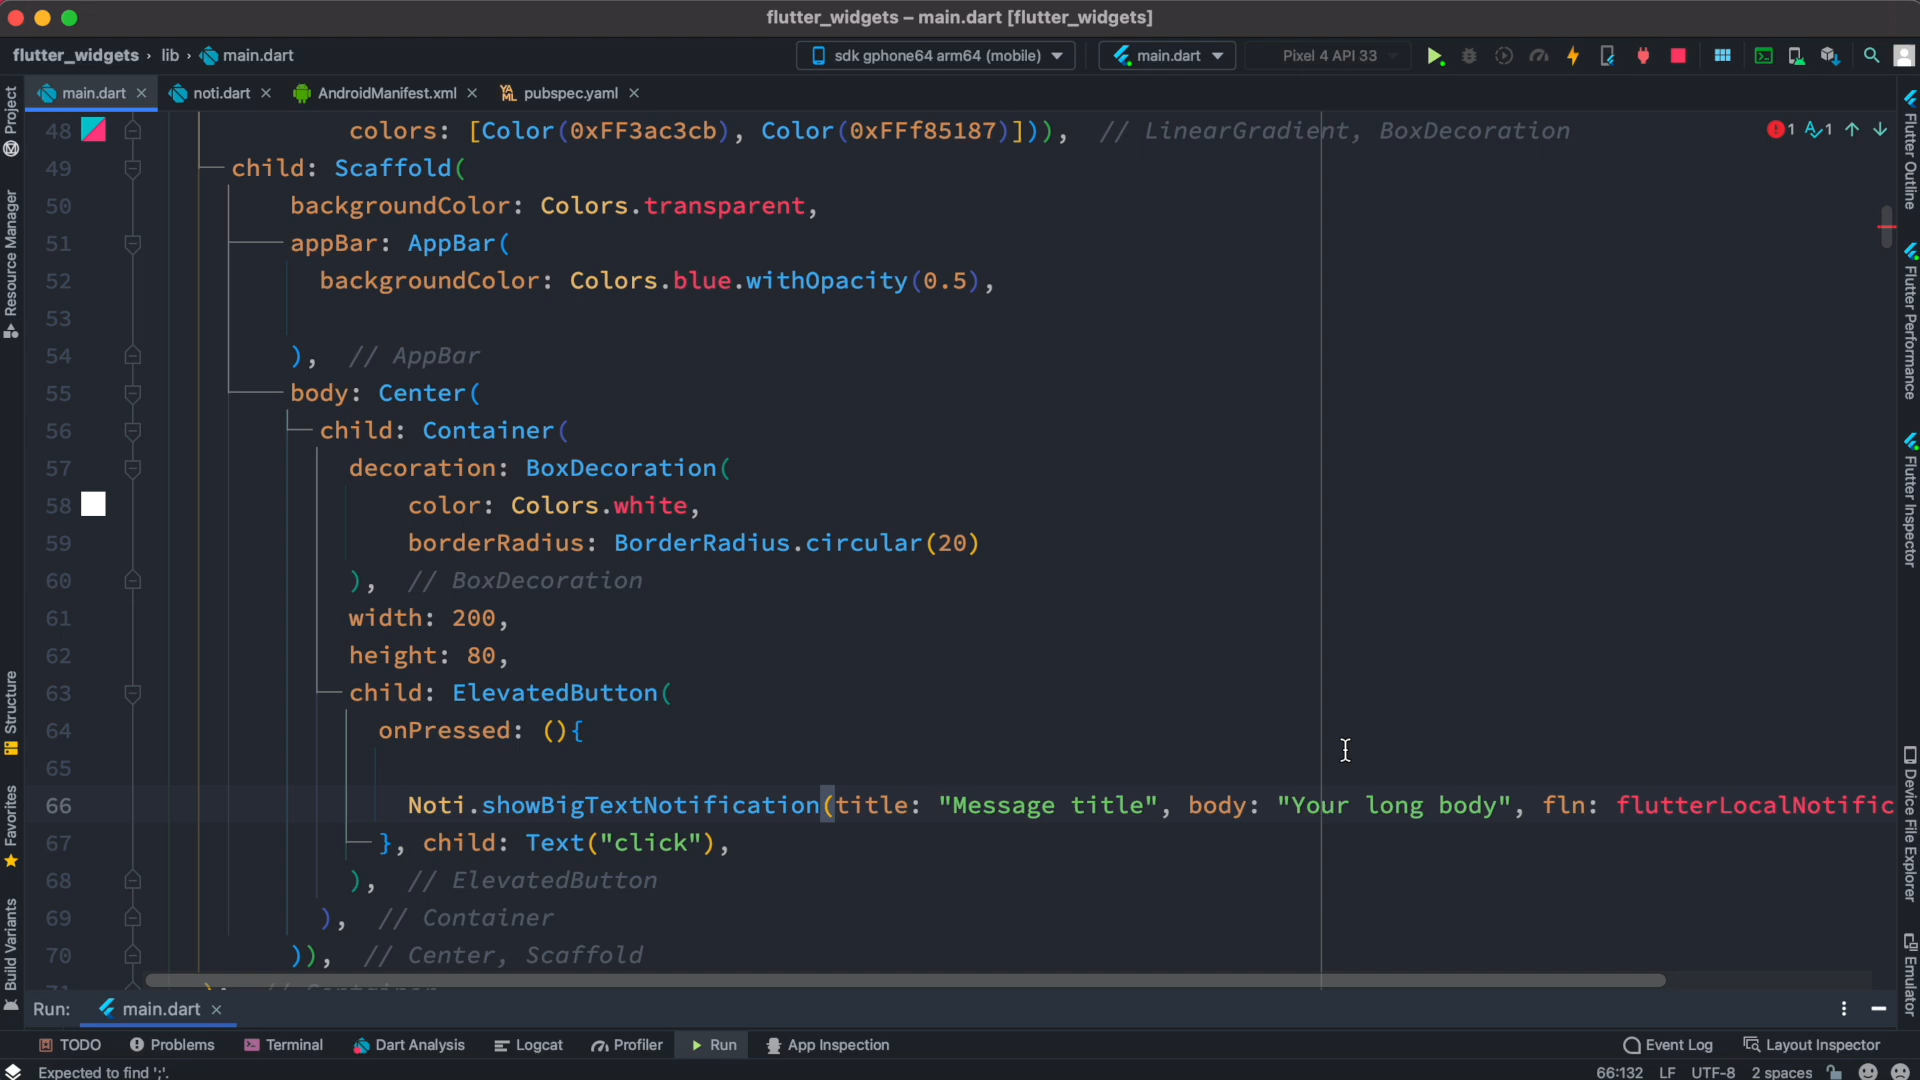 flutter_widgets – main.dart [flutter_widgets]
flutter_widgets › lib › main.dart
sdk gphone64 arm64 (mobile)
main.dart
Pixel 4 API 33
main.dart
noti.dart
AndroidManifest.xml
pubspec.yaml
1 1
48 colors: [Color(0xFF3ac3cb), Color(0xFFf85187)])), // LinearGradient, BoxDecoration
49 child: Scaffold(
50 backgroundColor: Colors.transparent,
51 appBar: AppBar(
52 backgroundColor: Colors.blue.withOpacity(0.5),
53
54 ), // AppBar
55 body: Center(
56 child: Container(
57 decoration: BoxDecoration(
58 color: Colors.white,
59 borderRadius: BorderRadius.circular(20)
60 ), // BoxDecoration
61 width: 200,
62 height: 80,
63 child: ElevatedButton(
64 onPressed: (){
65
66 Noti.showBigTextNotification(title: "Message title", body: "Your long body", fln: flutterLocalNotific
67 }, child: Text("click"),
68 ), // ElevatedButton
69 ), // Container
70 )), // Center, Scaffold
Project
Resource Manager
Structure
Favorites
Build Variants
Flutter Outline
Flutter Performance
Flutter Inspector
Device File Explorer
Emulator
Run: main.dart
TODO
Problems
Terminal
Dart Analysis
Logcat
Profiler
Run
App Inspection
Event Log
Layout Inspector
Expected to find ';'.
66:132 LF UTF-8 2 spaces